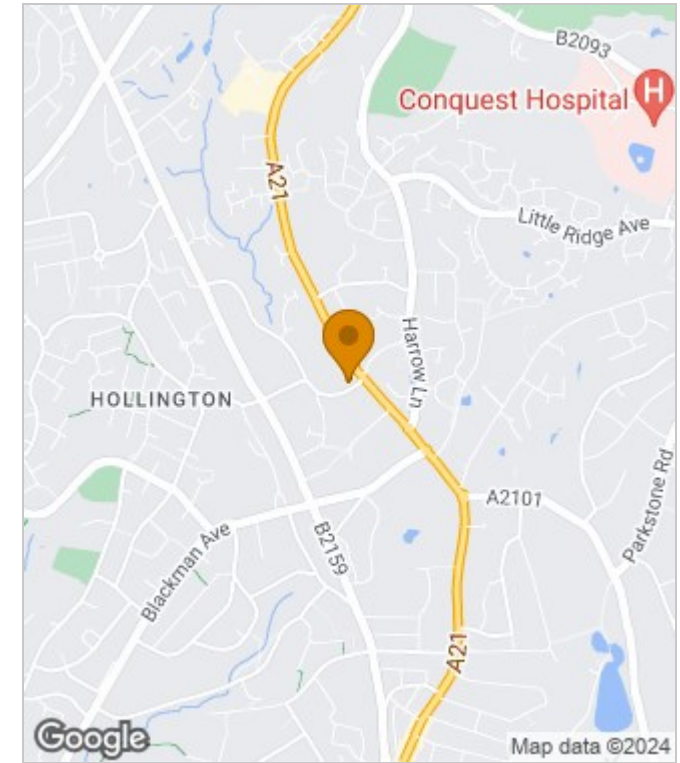 B2093
Conquest Hospital
H
A21
Little Ridge Ave
Harrow Ln
HOLLINGTON
A2101
Parkstone Rd
B2159
Blackman Ave
A21
Google
Map data ©2024